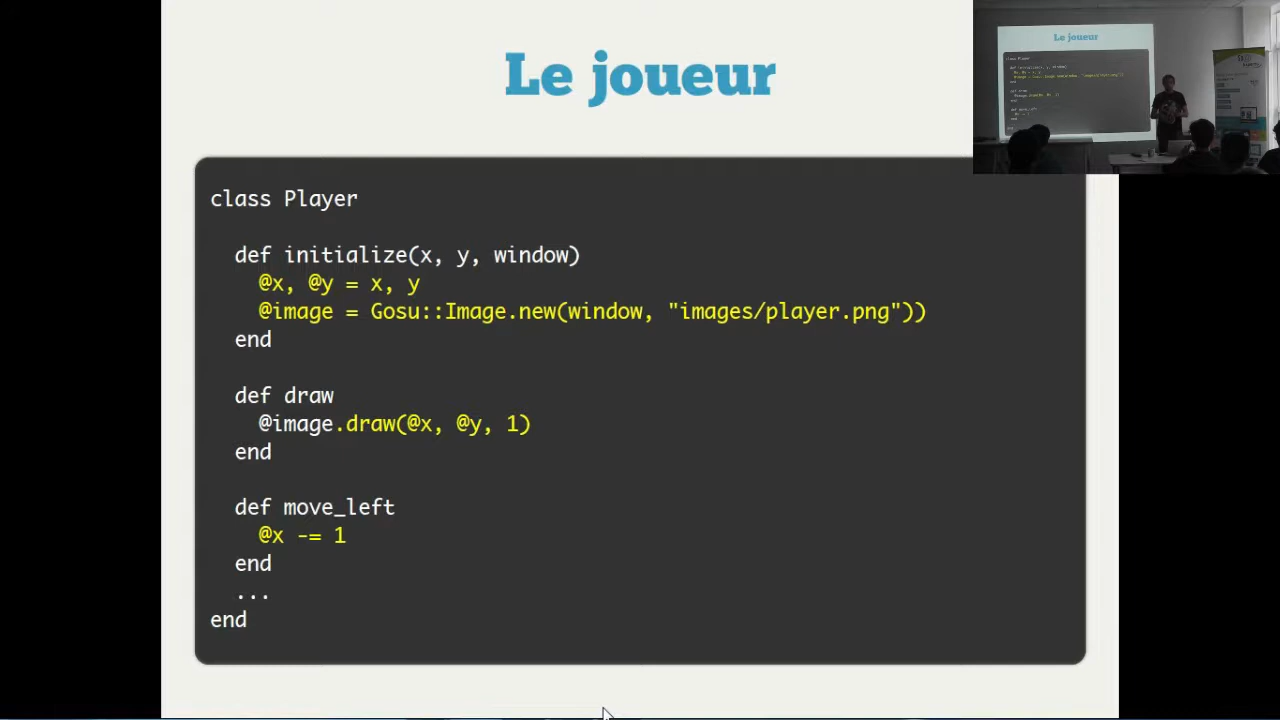 Le joueur
class Player
def initialize(x, y, window)
@x, @y = x, y
@image = Gosu::Image.new(window, "images/player.png"))
end
def draw
@image.draw(@x, @y, 1)
end
def move_left
@x -= 1
end
...
end
Le joueur